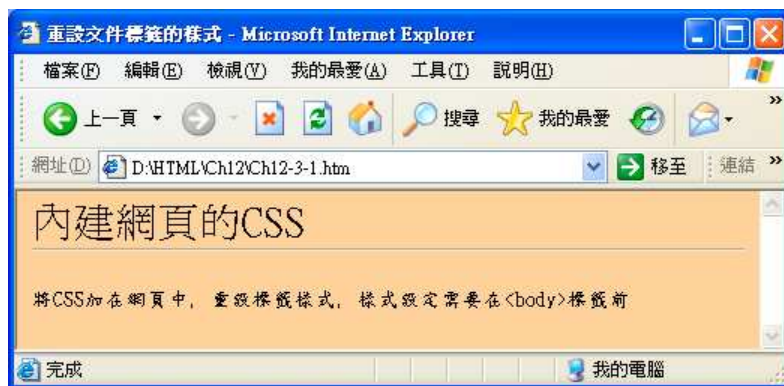 重設文件標籤的樣式 - Microsoft Internet Explorer
檔案(F) 編輯(E) 檢視(V) 我的最愛(A) 工具(T) 說明(H)
上一頁 搜尋 我的最愛 »
網址(D) D:\HTML\Ch12\Ch12-3-1.htm 移至 連結 »
內建網頁的CSS
將CSS加在網頁中，重設標籤樣式，樣式設定需要在<body>標籤前
完成 我的電腦